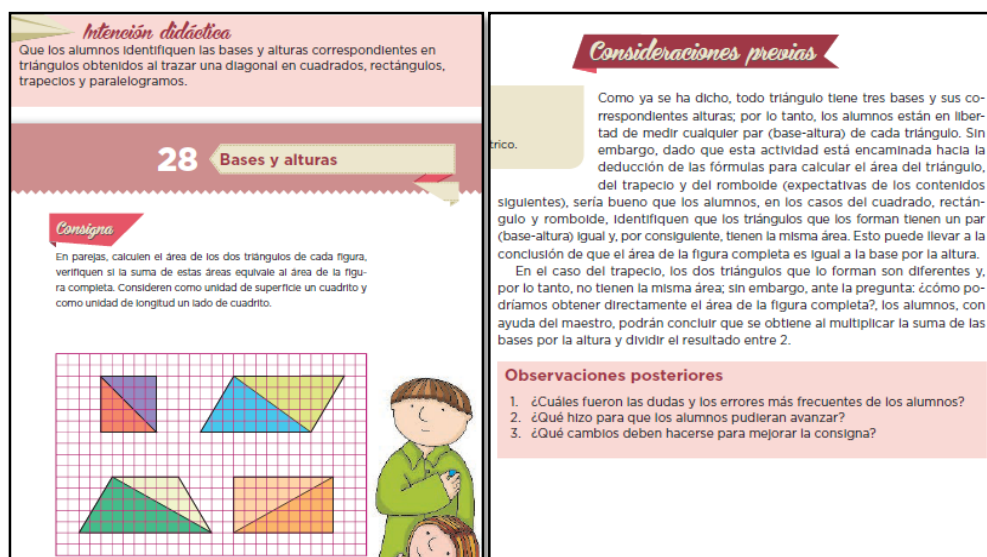 Intención didáctica
Que los alumnos identifiquen las bases y alturas correspondientes en
triángulos obtenidos al trazar una diagonal en cuadrados, rectángulos,
trapecios y paralelogramos.
28 Bases y alturas
Consigna
En parejas, calculen el área de los dos triángulos de cada figura,
verifiquen si la suma de estas áreas equivale al área de la figu-
ra completa. Consideren como unidad de superficie un cuadrito y
como unidad de longitud un lado de cuadrito.
Consideraciones previas
trico.
Como ya se ha dicho, todo triángulo tiene tres bases y sus co-
rrespondientes alturas; por lo tanto, los alumnos están en liber-
tad de medir cualquier par (base-altura) de cada triángulo. Sin
embargo, dado que esta actividad está encaminada hacia la
deducción de las fórmulas para calcular el área del triángulo,
del trapecio y del romboide (expectativas de los contenidos
siguientes), sería bueno que los alumnos, en los casos del cuadrado, rectán-
gulo y romboide, identifiquen que los triángulos que los forman tienen un par
(base-altura) igual y, por consiguiente, tienen la misma área. Esto puede llevar a la
conclusión de que el área de la figura completa es igual a la base por la altura.
En el caso del trapecio, los dos triángulos que lo forman son diferentes y,
por lo tanto, no tienen la misma área; sin embargo, ante la pregunta: ¿cómo po-
dríamos obtener directamente el área de la figura completa?, los alumnos, con
ayuda del maestro, podrán concluir que se obtiene al multiplicar la suma de las
bases por la altura y dividir el resultado entre 2.
Observaciones posteriores
1. ¿Cuáles fueron las dudas y los errores más frecuentes de los alumnos?
2. ¿Qué hizo para que los alumnos pudieran avanzar?
3. ¿Qué cambios deben hacerse para mejorar la consigna?